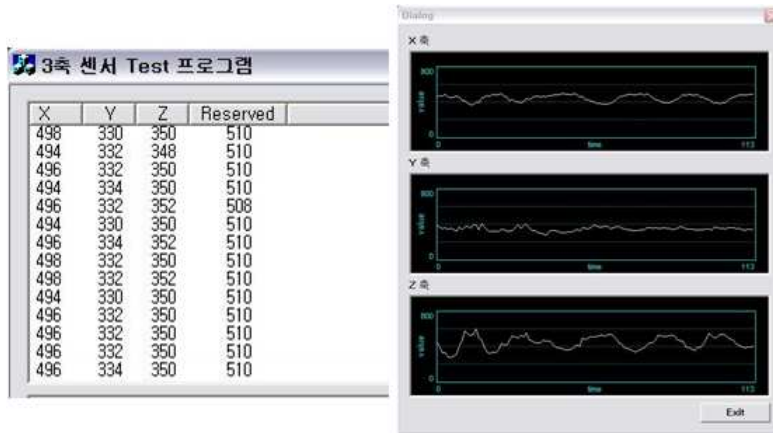 3축 센서 Test 프로그램
X Y Z Reserved
498 330 350 510
494 332 348 510
496 332 350 510
494 334 350 510
496 332 352 508
494 330 350 510
496 334 352 510
498 332 350 510
498 332 352 510
494 330 350 510
496 332 350 510
496 332 350 510
496 332 350 510
496 334 350 510
Dialog
X 축
800
value
0
0 time 113
Y 축
800
value
0
0 time 113
Z 축
800
value
0
0 time 113
Exit